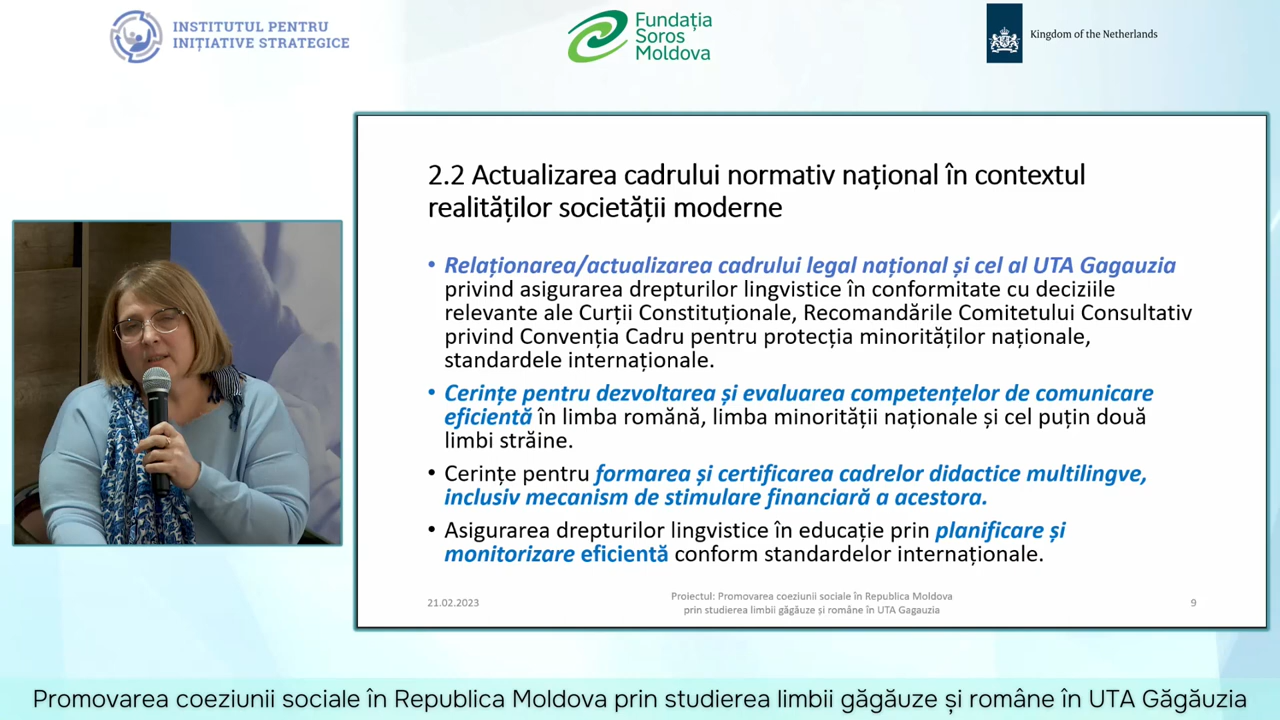 INSTITUTUL PENTRU
INIȚIATIVE STRATEGICE
Fundația
Soros
Moldova
Kingdom of the Netherlands
2.2 Actualizarea cadrului normativ național în contextul
realităților societății moderne
• Relaționarea/actualizarea cadrului legal național și cel al UTA Gagauzia
privind asigurarea drepturilor lingvistice în conformitate cu deciziile
relevante ale Curții Constituționale, Recomandările Comitetului Consultativ
privind Convenția Cadru pentru protecția minorităților naționale,
standardele internaționale.
• Cerințe pentru dezvoltarea și evaluarea competențelor de comunicare
eficientă în limba română, limba minorității naționale și cel puțin două
limbi străine.
• Cerințe pentru formarea și certificarea cadrelor didactice multilingve,
inclusiv mecanism de stimulare financiară a acestora.
• Asigurarea drepturilor lingvistice în educație prin planificare și
monitorizare eficientă conform standardelor internaționale.
21.02.2023
Proiectul: Promovarea coeziunii sociale în Republica Moldova
prin studierea limbii găgăuze și române în UTA Gagauzia
9
Promovarea coeziunii sociale în Republica Moldova prin studierea limbii găgăuze și române în UTA Găgăuzia